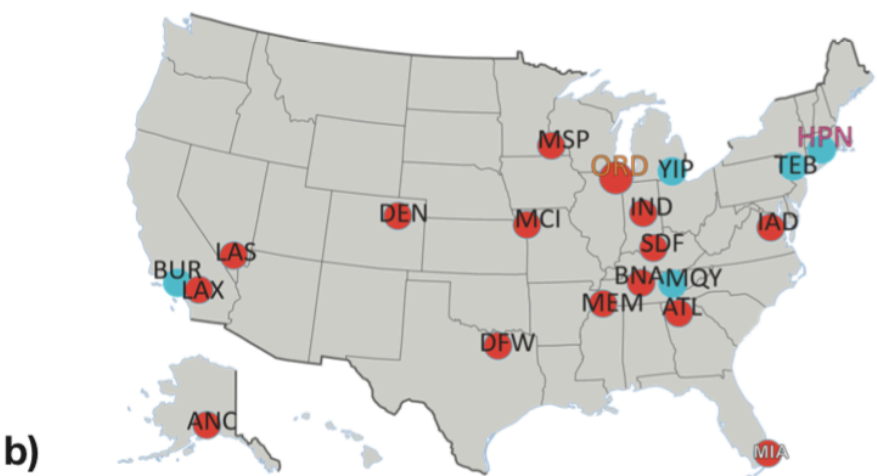 MSP
HPN
ORD
YIP
TEB
DEN
MCI
IND
IAD
SDF
LAS
BUR
LAX
BNA
MQY
MEM
ATL
DFW
ANC
MIA
b)